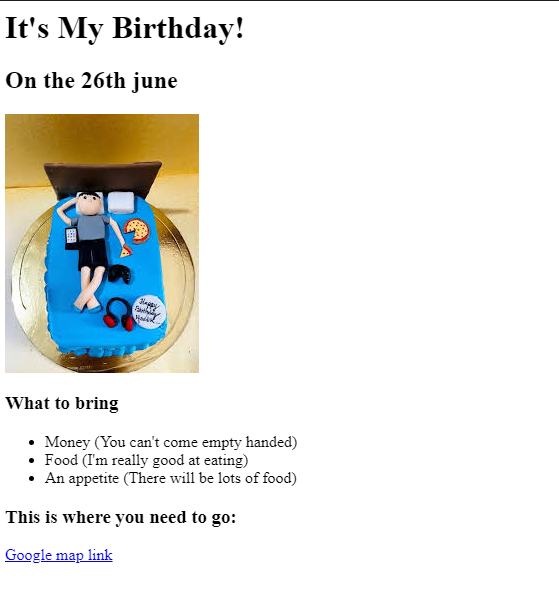 It's My Birthday!
On the 26th june
Happy
Birthday
What to bring
Money (You can't come empty handed)
Food (I'm really good at eating)
An appetite (There will be lots of food)
This is where you need to go:
Google map link